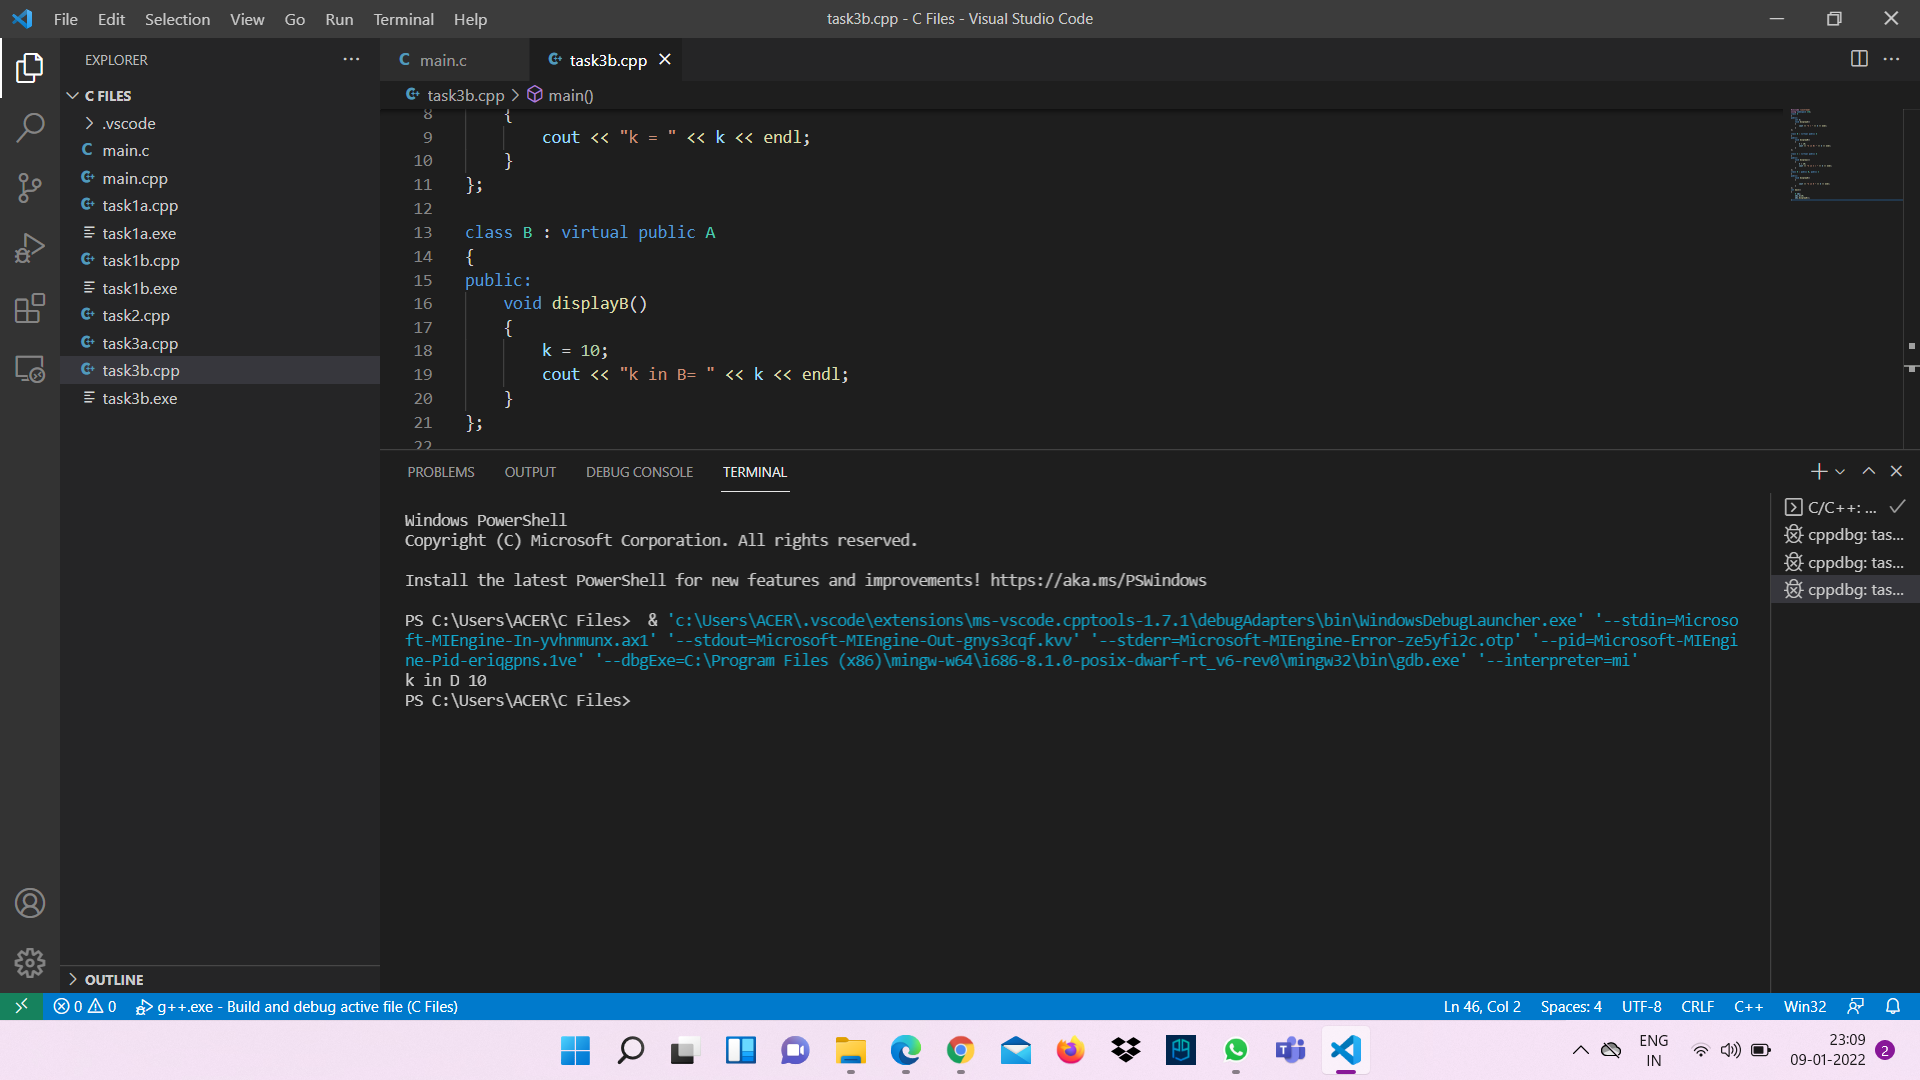 File Edit Selection View Go Run Terminal Help
task3b.cpp - C Files - Visual Studio Code
EXPLORER
C FILES
.vscode
main.c
main.cpp
task1a.cpp
task1a.exe
task1b.cpp
task1b.exe
task2.cpp
task3a.cpp
task3b.cpp
task3b.exe
OUTLINE
main.c
task3b.cpp
task3b.cpp > main()
8 {
9 cout << "k = " << k << endl;
10 }
11 };
12
13 class B : virtual public A
14 {
15 public:
16 void displayB()
17 {
18 k = 10;
19 cout << "k in B= " << k << endl;
20 }
21 };
22
PROBLEMS OUTPUT DEBUG CONSOLE TERMINAL
Windows PowerShell
Copyright (C) Microsoft Corporation. All rights reserved.
Install the latest PowerShell for new features and improvements! https://aka.ms/PSWindows
PS C:\Users\ACER\C Files>  & 'c:\Users\ACER\.vscode\extensions\ms-vscode.cpptools-1.7.1\debugAdapters\bin\WindowsDebugLauncher.exe' '--stdin=Microso
ft-MIEngine-In-yvhnmunx.ax1' '--stdout=Microsoft-MIEngine-Out-gnys3cqf.kvv' '--stderr=Microsoft-MIEngine-Error-ze5yfi2c.otp' '--pid=Microsoft-MIEngi
ne-Pid-eriqgpns.1ve' '--dbgExe=C:\Program Files (x86)\mingw-w64\i686-8.1.0-posix-dwarf-rt_v6-rev0\mingw32\bin\gdb.exe' '--interpreter=mi'
k in D 10
PS C:\Users\ACER\C Files>
C/C++: ...
cppdbg: tas...
cppdbg: tas...
cppdbg: tas...
0 0 g++.exe - Build and debug active file (C Files)
Ln 46, Col 2 Spaces: 4 UTF-8 CRLF C++ Win32
ENG
IN
23:09
09-01-2022
2